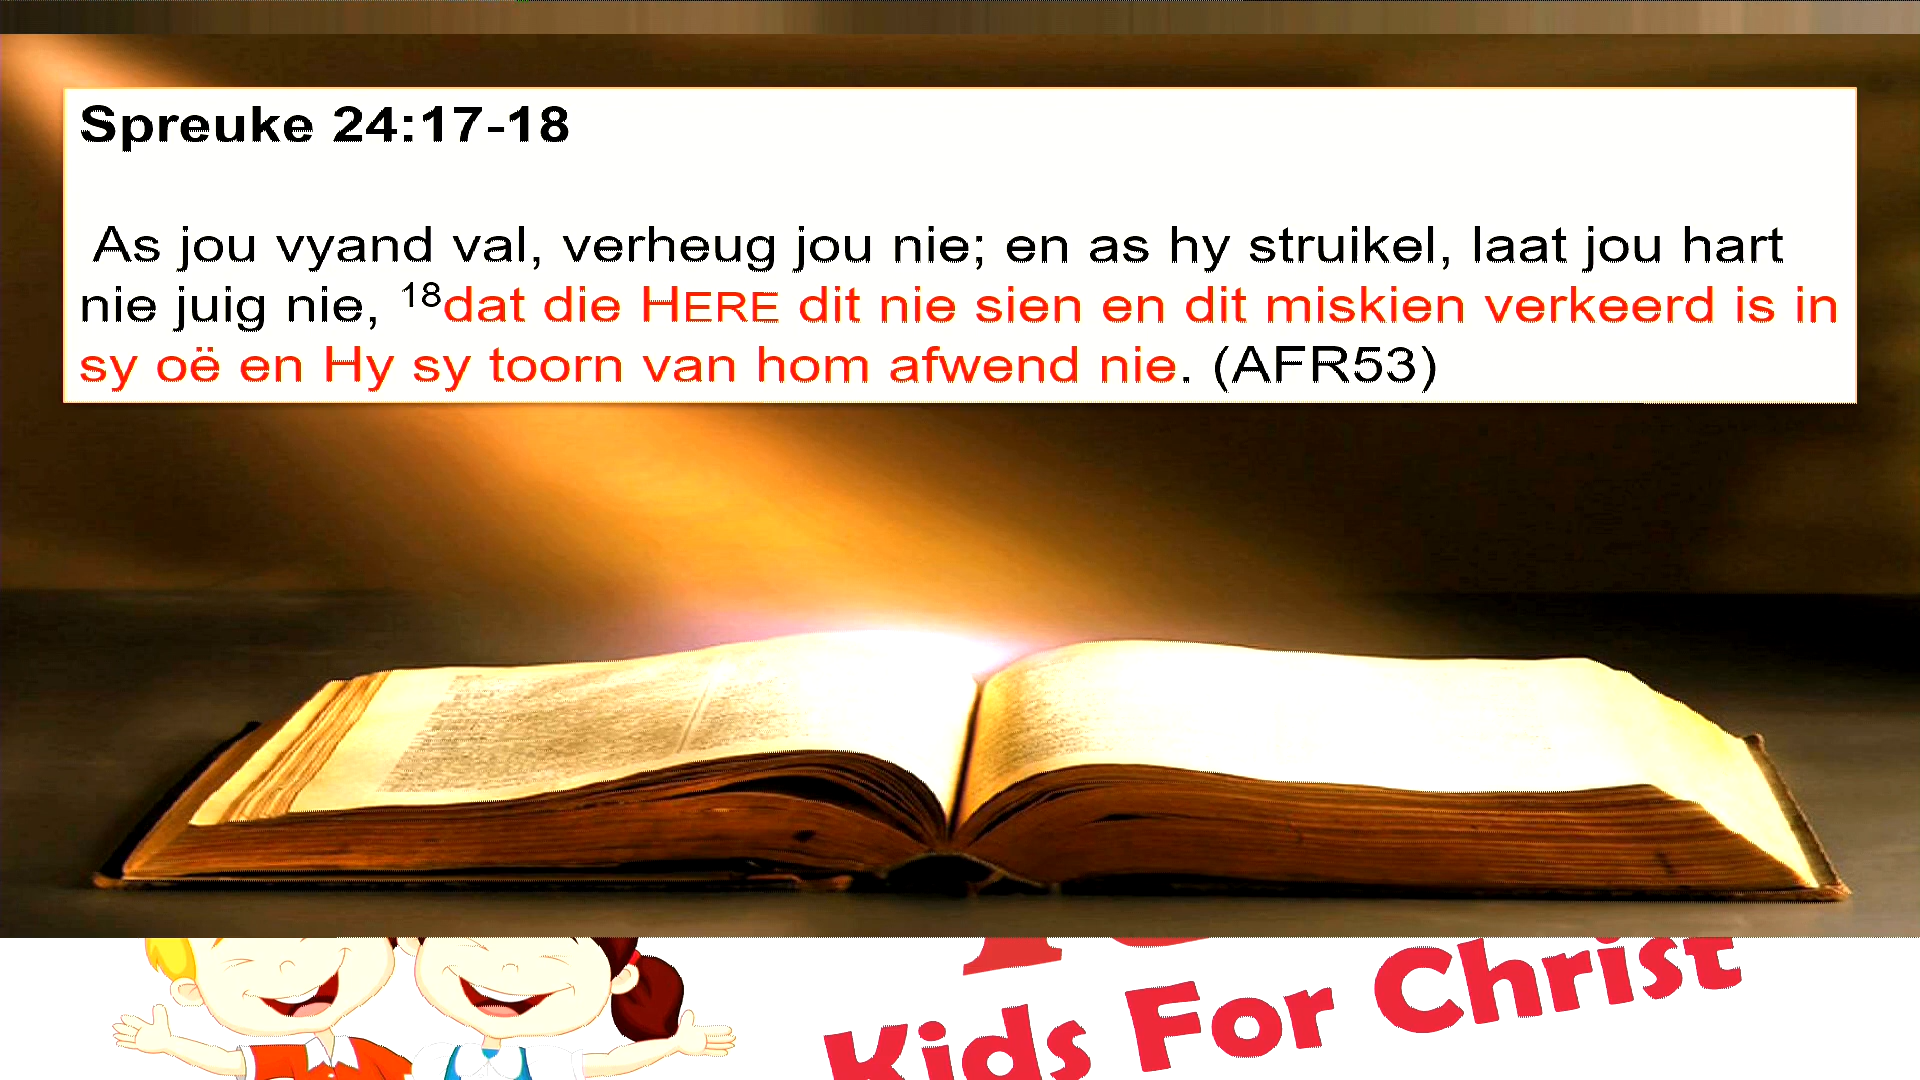 Spreuke 24:17-18
As jou vyand val, verheug jou nie; en as hy struikel, laat jou hart
nie juig nie, 18dat die HERE dit nie sien en dit miskien verkeerd is in
sy oë en Hy sy toorn van hom afwend nie. (AFR53)
Kids For Christ